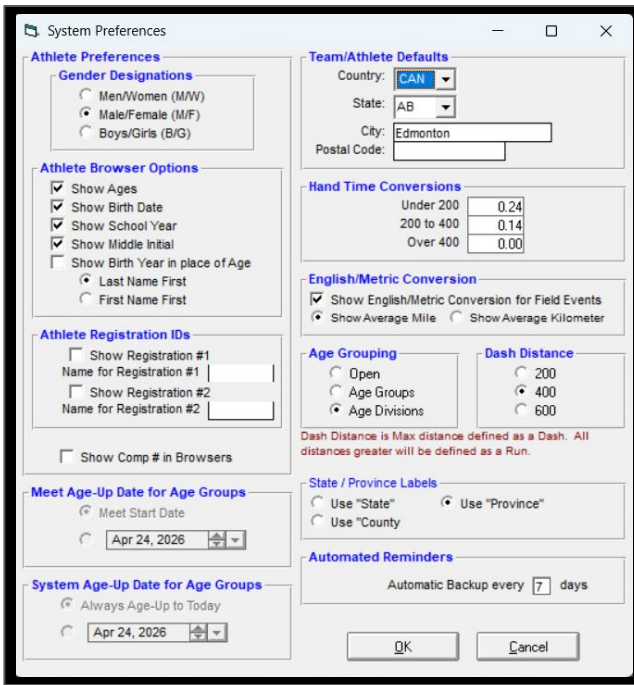 System Preferences
Athlete Preferences
Gender Designations
Men/Women (M/W)
Male/Female (M/F)
Boys/Girls (B/G)
Athlete Browser Options
Show Ages
Show Birth Date
Show School Year
Show Middle Initial
Show Birth Year in place of Age
Last Name First
First Name First
Athlete Registration IDs
Show Registration #1
Name for Registration #1
Show Registration #2
Name for Registration #2
Show Comp # in Browsers
Meet Age-Up Date for Age Groups
Meet Start Date
Apr 24, 2026
System Age-Up Date for Age Groups
Always Age-Up to Today
Apr 24, 2026
Team/Athlete Defaults
Country: CAN
State: AB
City: Edmonton
Postal Code:
Hand Time Conversions
Under 200 0.24
200 to 400 0.14
Over 400 0.00
English/Metric Conversion
Show English/Metric Conversion for Field Events
Show Average Mile Show Average Kilometer
Age Grouping
Open
Age Groups
Age Divisions
Dash Distance
200
400
600
Dash Distance is Max distance defined as a Dash. All
distances greater will be defined as a Run.
State / Province Labels
Use "State" Use "Province"
Use "County
Automated Reminders
Automatic Backup every 7 days
OK Cancel